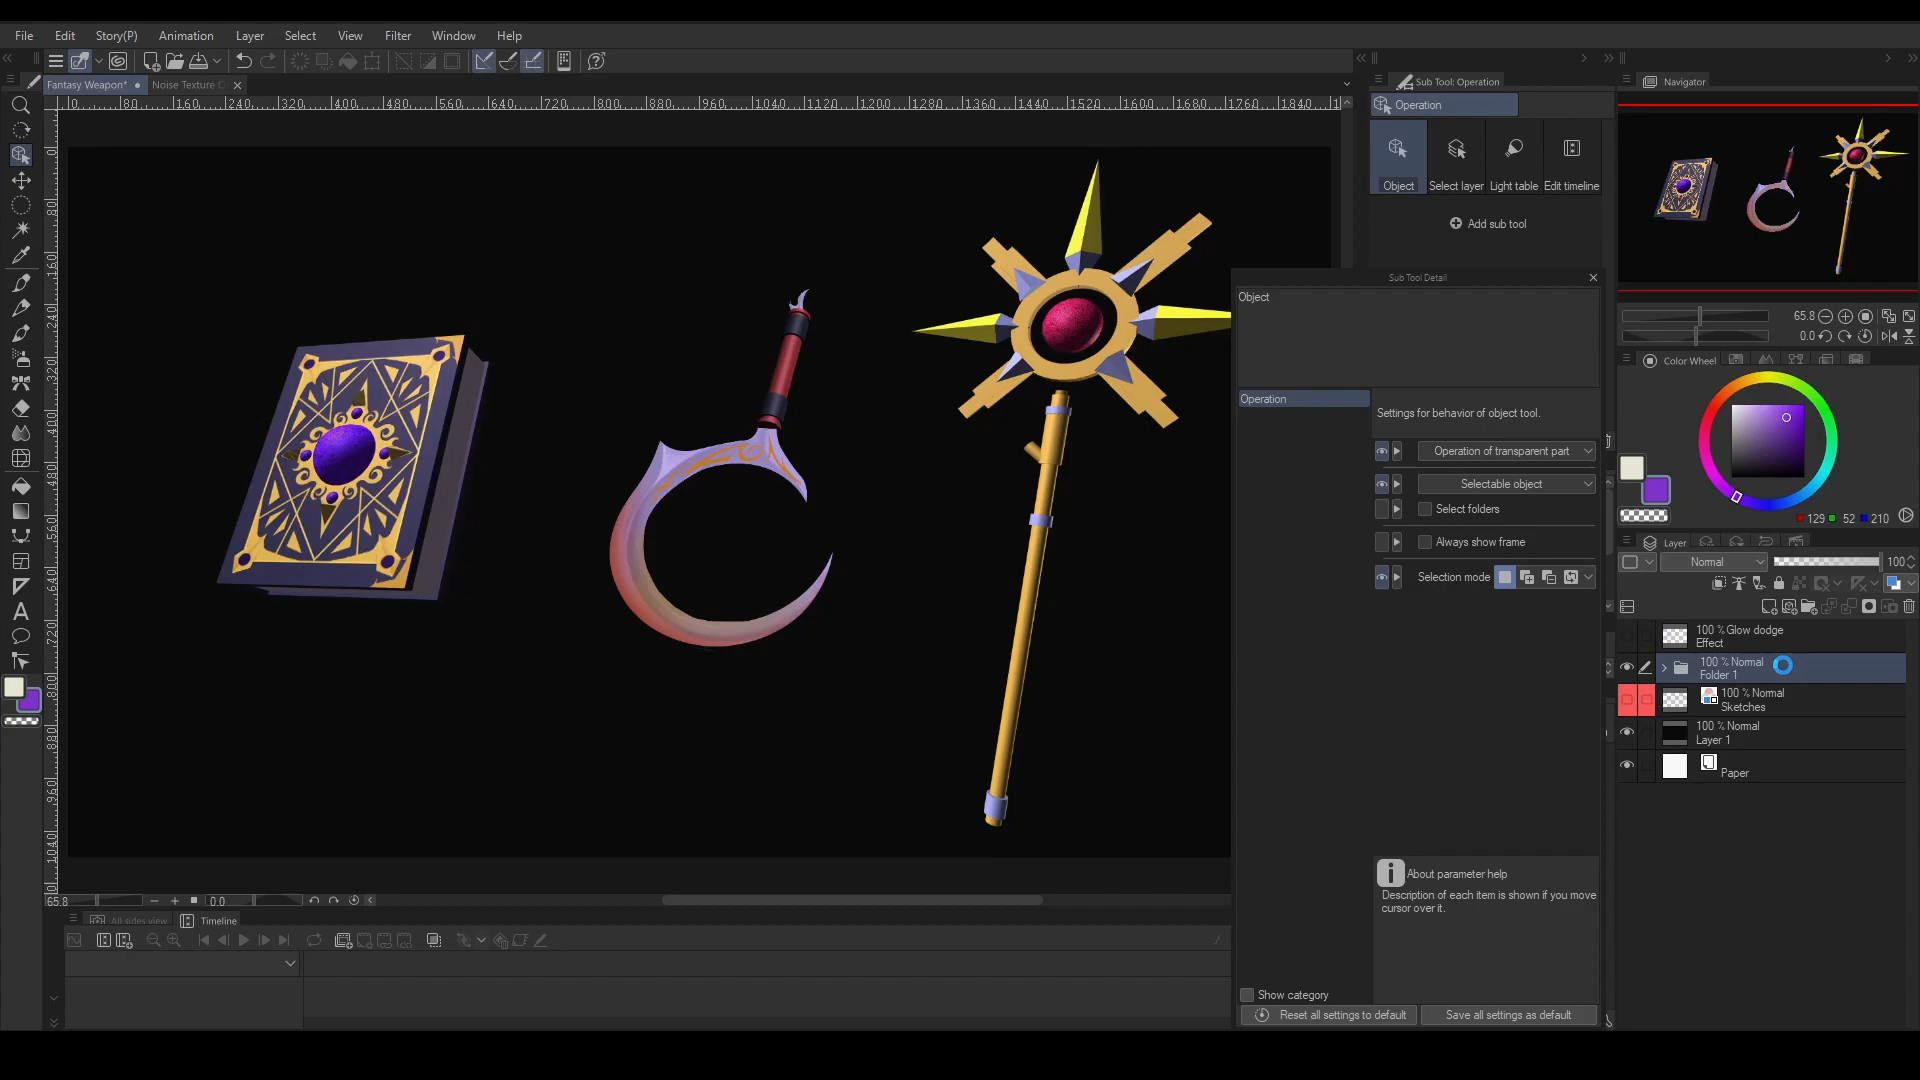 File Edit Story(P) Animation Layer Select View Filter Window Help
Fantasy Weapon* Noise Texture C
Sub Tool: Operation
Navigator
Operation
Object Select layer Light table Edit timeline
Add sub tool
Sub Tool Detail
Object
Operation
Settings for behavior of object tool.
Operation of transparent part
Selectable object
Select folders
Always show frame
Selection mode
About parameter help
Description of each item is shown if you move
cursor over it.
Show category
Reset all settings to default Save all settings as default
65.8
0.0
Color Wheel
129 52 210
Layer
Normal 100
100 % Glow dodge
Effect
100 % Normal
Folder 1
100 % Normal
Sketches
100 % Normal
Layer 1
Paper
65.8 0.0
All sides view Timeline